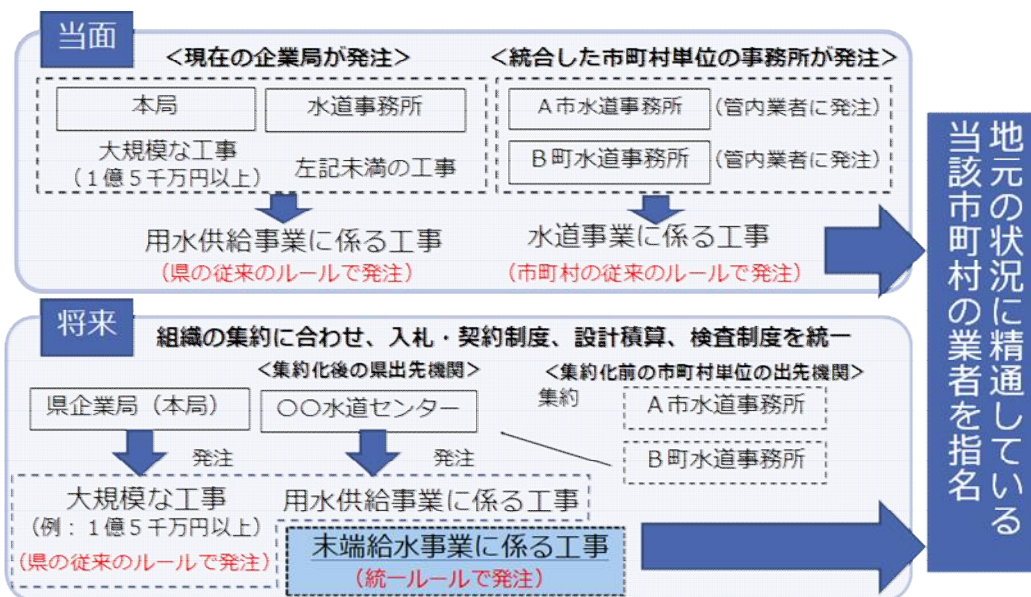 当面
<現在の企業局が発注>
<統合した市町村単位の事務所が発注>
本局
水道事務所
大規模な工事
(1億5千万円以上)
左記未満の工事
A市水道事務所
(管内業者に発注)
B町水道事務所
(管内業者に発注)
用水供給事業に係る工事
(県の従来のルールで発注)
水道事業に係る工事
(市町村の従来のルールで発注)
将来
組織の集約に合わせ、入札・契約制度、設計積算、検査制度を統一
<集約化後の県出先機関>
<集約化前の市町村単位の出先機関>
県企業局(本局)
〇〇水道センター
集約
A市水道事務所
B町水道事務所
発注
発注
大規模な工事
(例:1億5千万円以上)
(県の従来のルールで発注)
用水供給事業に係る工事
末端給水事業に係る工事
(統一ルールで発注)
地元の状況に精通している
当該市町村の業者を指名